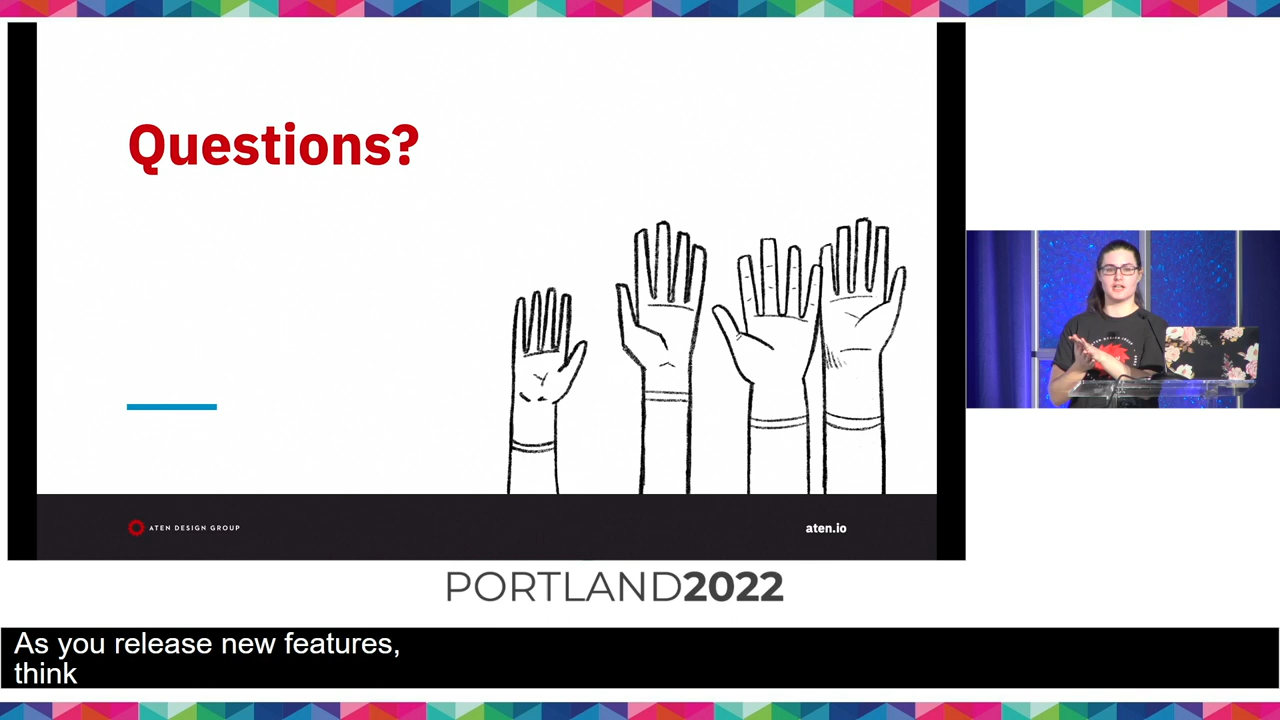 Questions?
ATEN DESIGN GROUP
aten.io
PORTLAND2022
As you release new features,
think